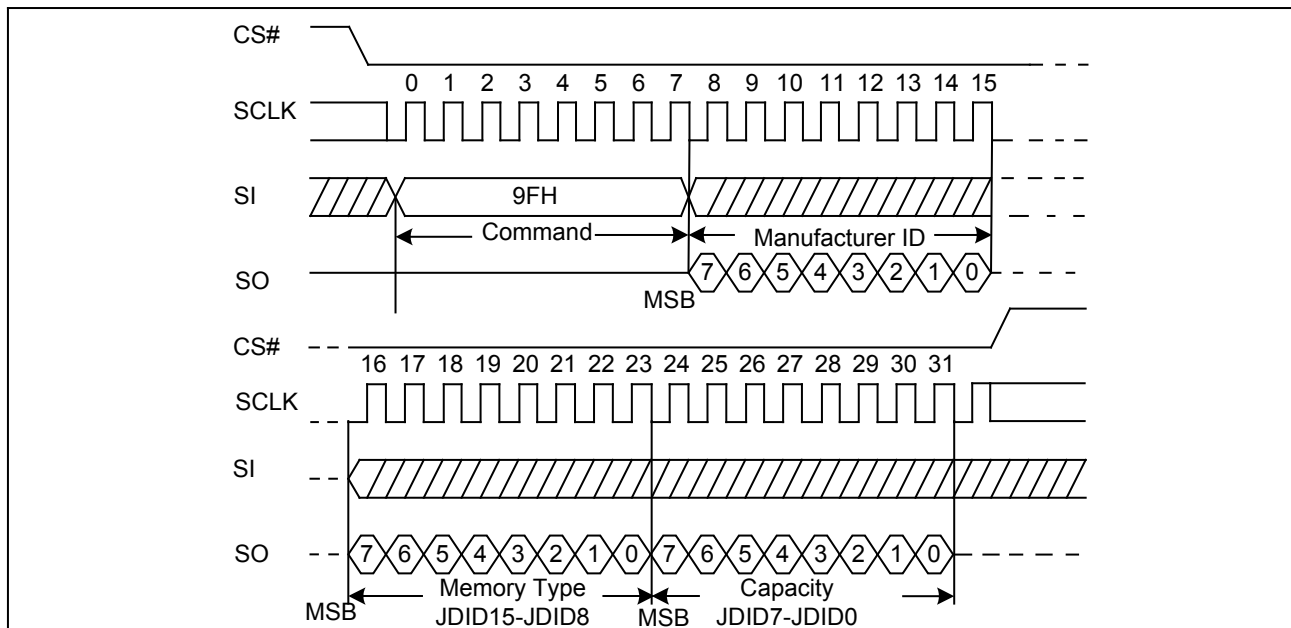 CS#
0 1 2 3 4 5 6 7 8 9 10 11 12 13 14 15
SCLK
SI 9FH
Command Manufacturer ID
SO 7 6 5 4 3 2 1 0
MSB
CS#
16 17 18 19 20 21 22 23 24 25 26 27 28 29 30 31
SCLK
SI
SO 7 6 5 4 3 2 1 0 7 6 5 4 3 2 1 0
Memory Type Capacity
MSB JDID15-JDID8 MSB JDID7-JDID0